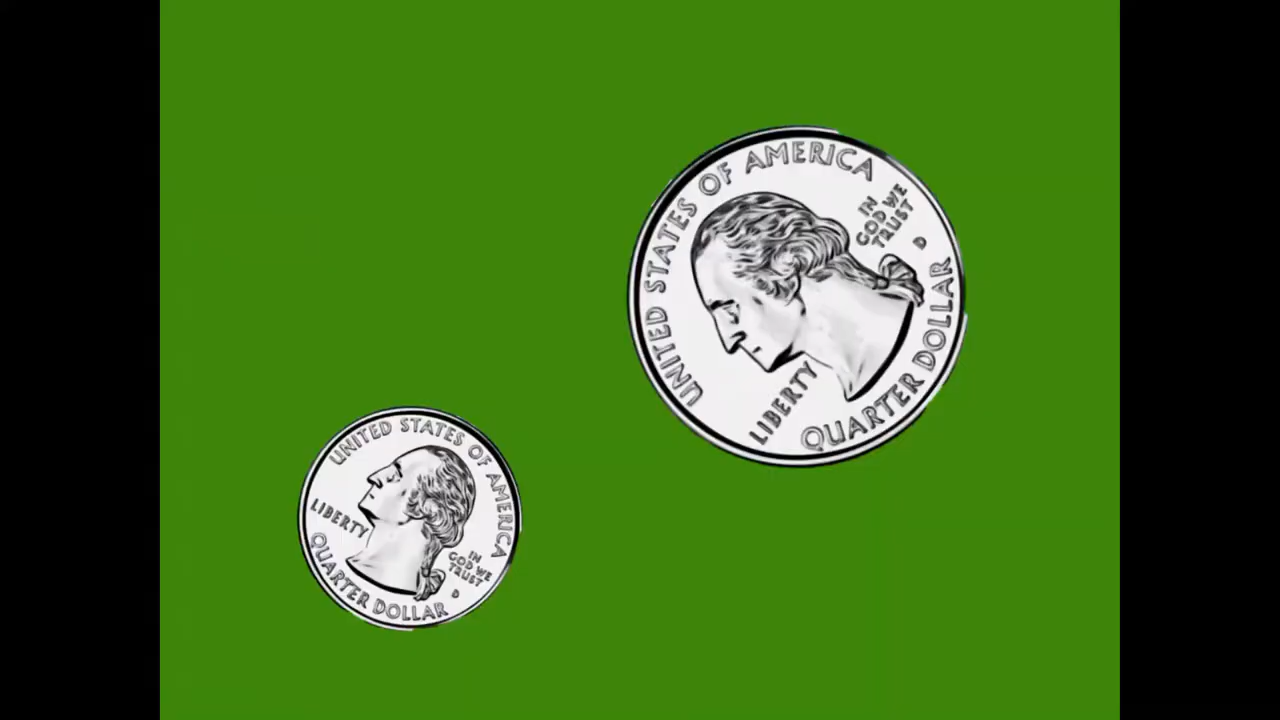 UNITED STATES OF AMERICA
IN
GOD WE
TRUST
D
LIBERTY
QUARTER DOLLAR
UNITED STATES OF AMERICA
LIBERTY
IN
GOD WE
TRUST
D
QUARTER DOLLAR